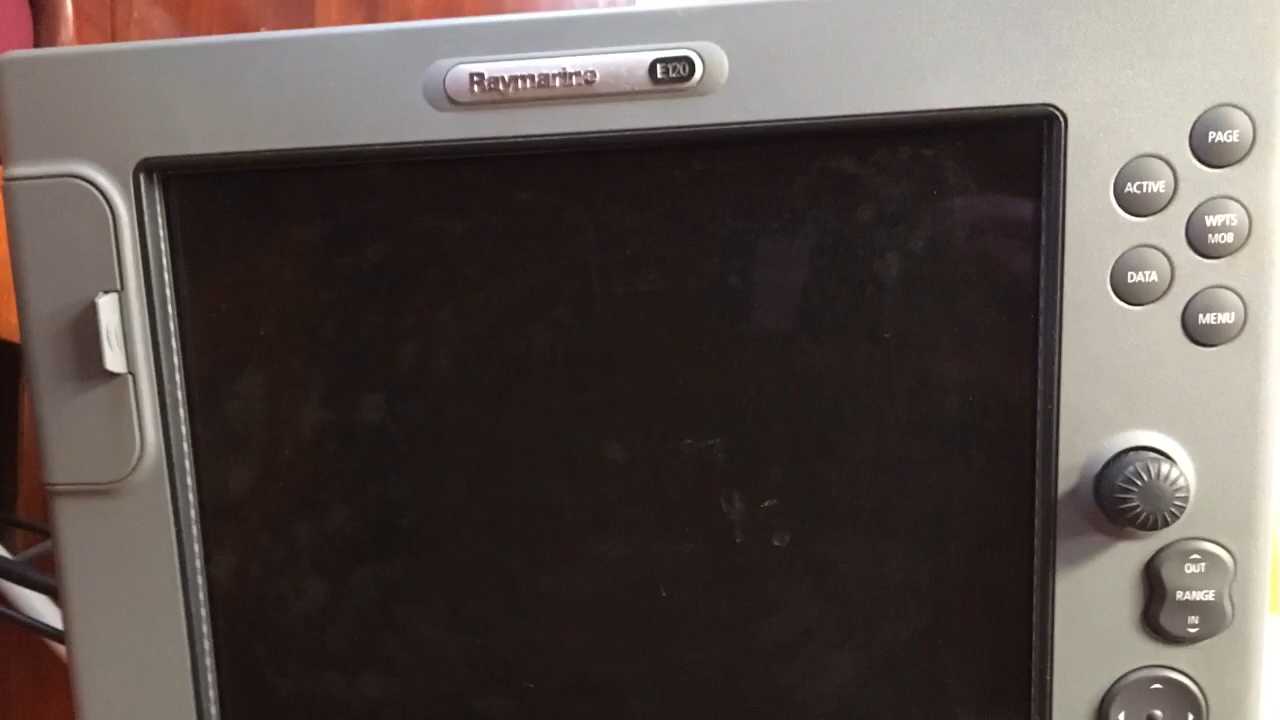 Raymarine E120
PAGE
ACTIVE
WPTS
MOB
DATA
MENU
OUT
RANGE
IN